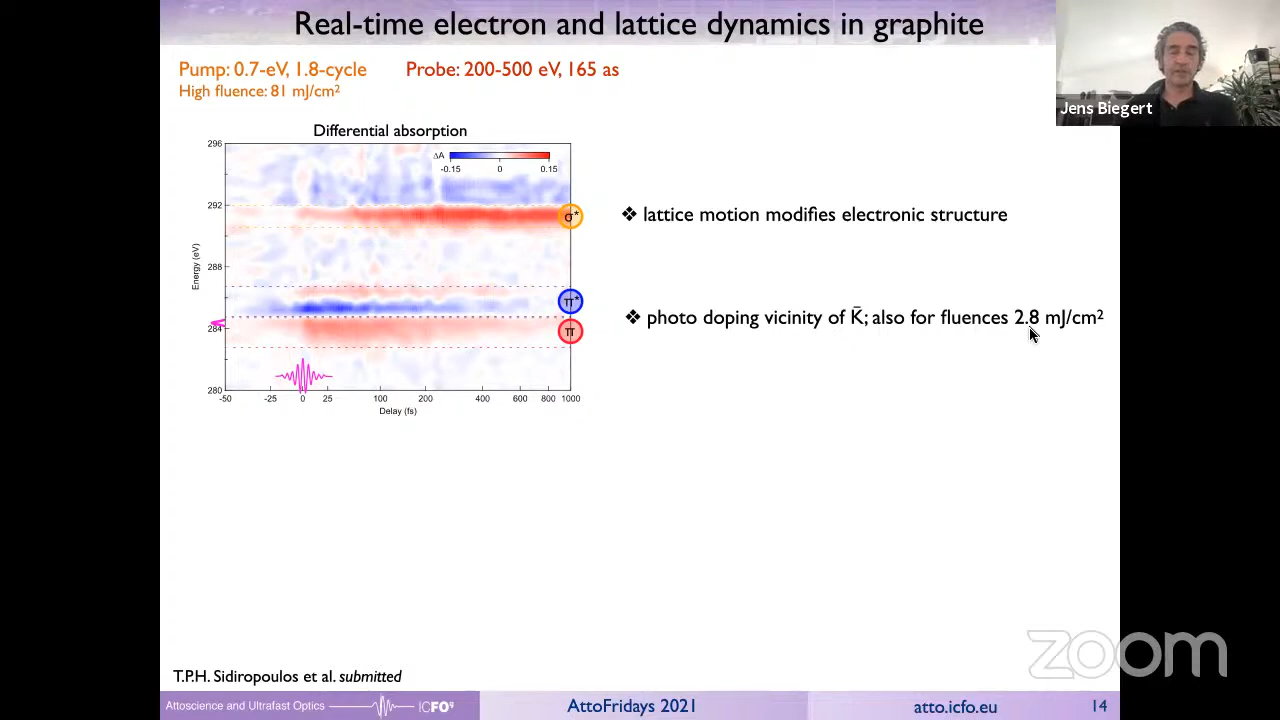 Real-time electron and lattice dynamics in graphite
Pump: 0.7-eV, 1.8-cycle
Probe: 200-500 eV, 165 as
High fluence: 81 mJ/cm²
Jens Biegert
Differential absorption
296
292
288
284
280
Energy (eV)
ΔA
-0.15 0 0.15
σ*
π*
π
-50 -25 0 25 100 200 400 600 800 1000
Delay (fs)
❖ lattice motion modifies electronic structure
❖ photo doping vicinity of K̄; also for fluences 2.8 mJ/cm²
zoom
T.P.H. Sidiropoulos et al. submitted
Attoscience and Ultrafast Optics
ICFO
AttoFridays 2021
atto.icfo.eu
14